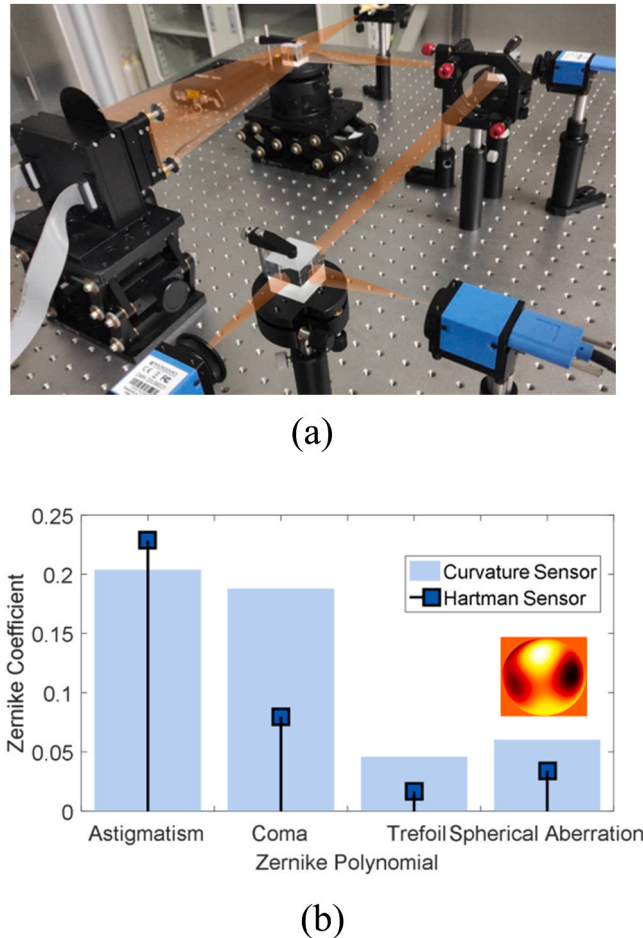 (a)
0.25
0.2
0.15
0.1
0.05
0
Zernike Coefficient
Curvature Sensor
Hartman Sensor
Astigmatism Coma Trefoil Spherical Aberration
Zernike Polynomial
(b)